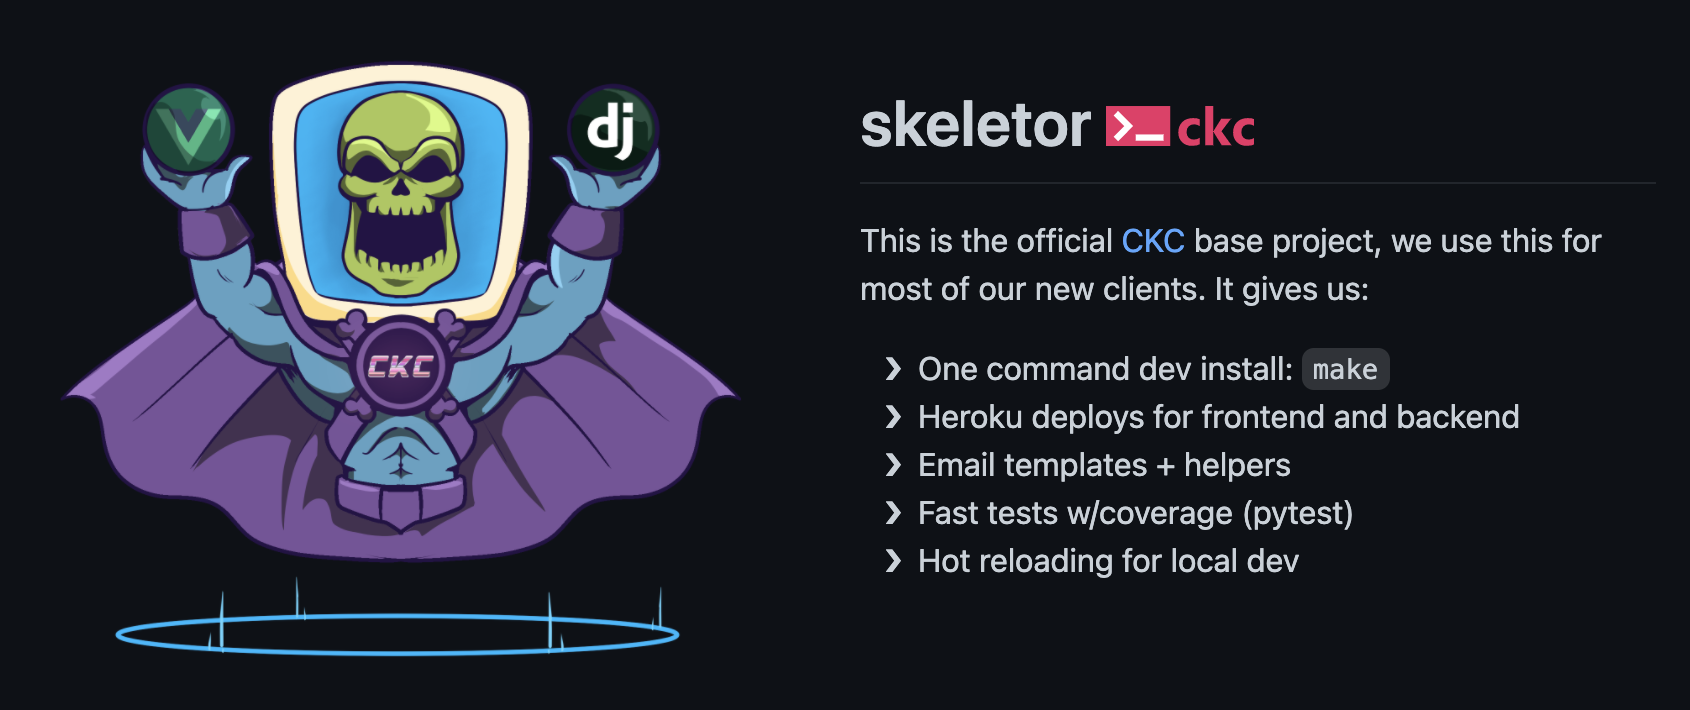 dj
CKC
skeletor >_ckc
This is the official CKC base project, we use this for
most of our new clients. It gives us:
❯ One command dev install: make
❯ Heroku deploys for frontend and backend
❯ Email templates + helpers
❯ Fast tests w/coverage (pytest)
❯ Hot reloading for local dev